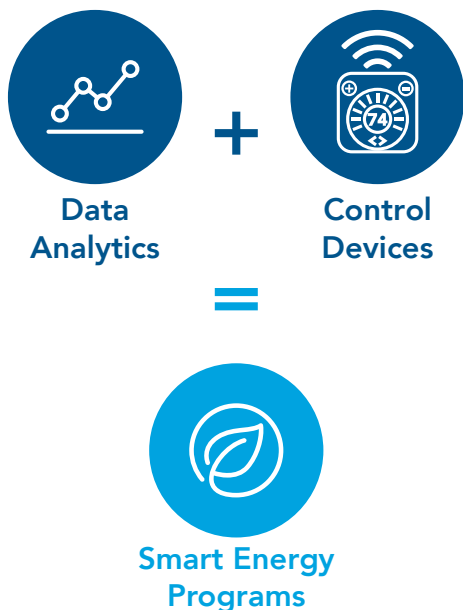 74
Data
Analytics
+
Control
Devices
=
Smart Energy
Programs